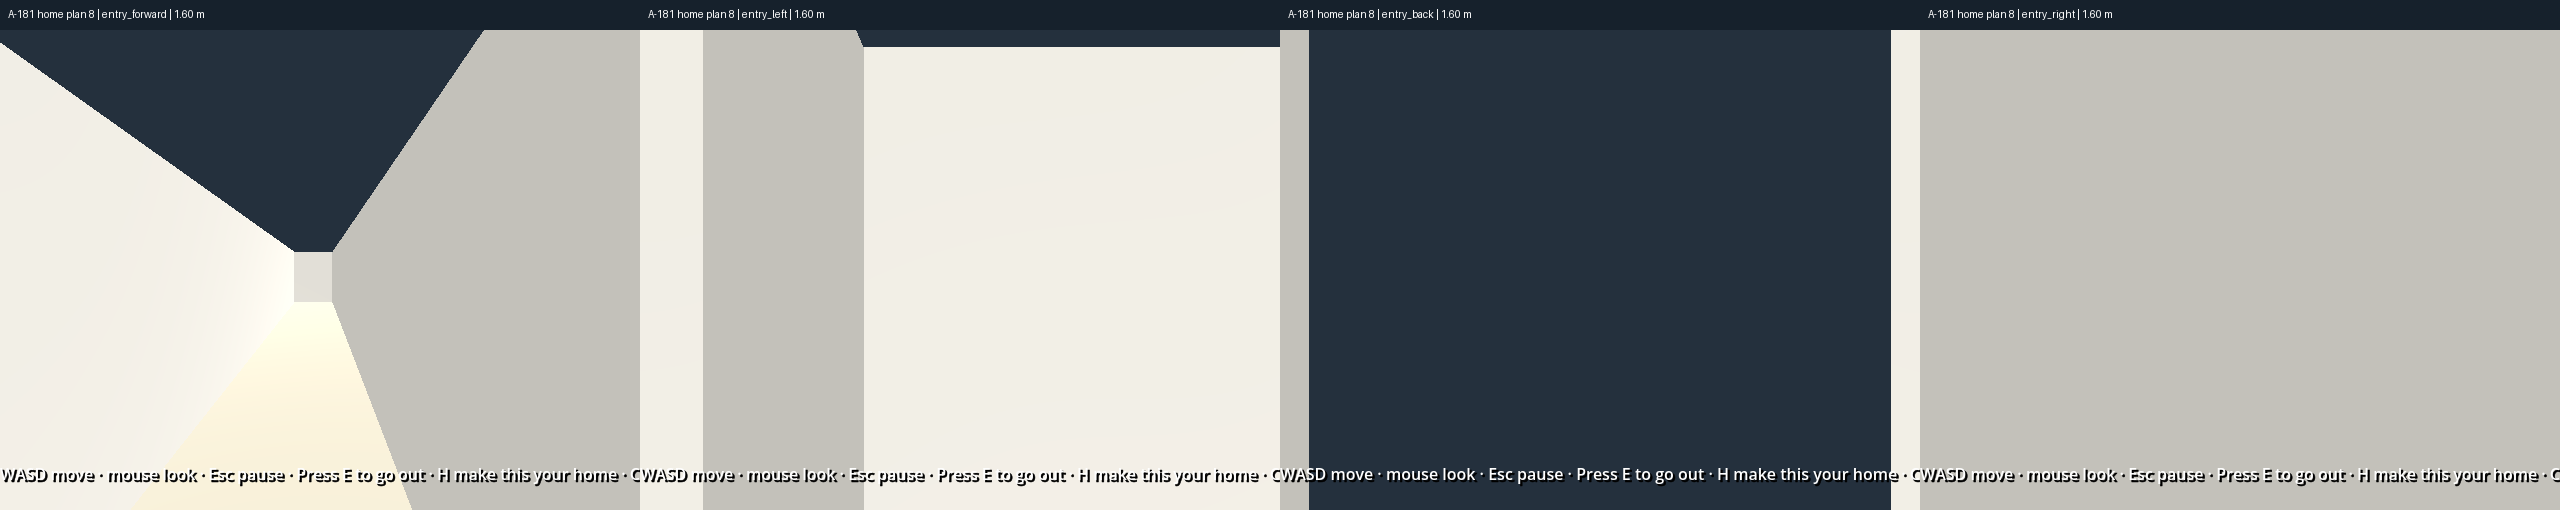 A-181 home plan 8 | entry_forward | 1.60 m
A-181 home plan 8 | entry_left | 1.60 m
A-181 home plan 8 | entry_back | 1.60 m
A-181 home plan 8 | entry_right | 1.60 m
WASD move · mouse look · Esc pause · Press E to go out · H make this your home · C
WASD move · mouse look · Esc pause · Press E to go out · H make this your home · C
WASD move · mouse look · Esc pause · Press E to go out · H make this your home · C
WASD move · mouse look · Esc pause · Press E to go out · H make this your home · C